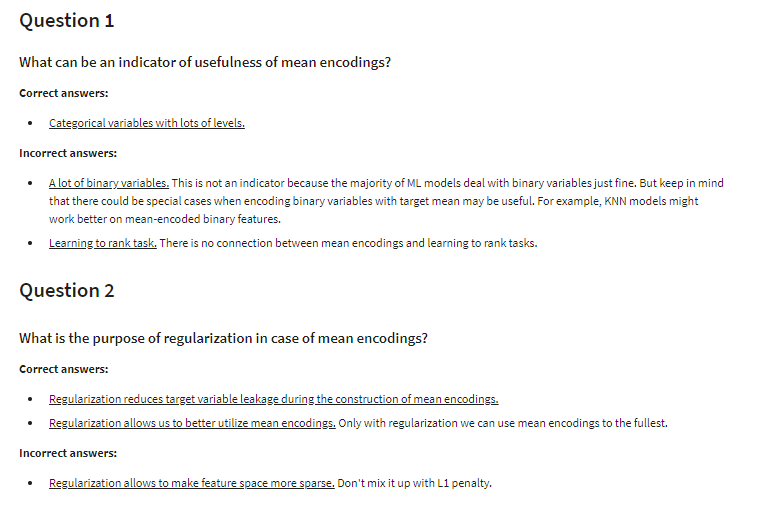 Question 1
What can be an indicator of usefulness of mean encodings?
Correct answers:
• Categorical variables with lots of levels.
Incorrect answers:
• A lot of binary variables. This is not an indicator because the majority of ML models deal with binary variables just fine. But keep in mind
that there could be special cases when encoding binary variables with target mean may be useful. For example, KNN models might
work better on mean-encoded binary features.
• Learning to rank task. There is no connection between mean encodings and learning to rank tasks.
Question 2
What is the purpose of regularization in case of mean encodings?
Correct answers:
• Regularization reduces target variable leakage during the construction of mean encodings.
• Regularization allows us to better utilize mean encodings. Only with regularization we can use mean encodings to the fullest.
Incorrect answers:
• Regularization allows to make feature space more sparse. Don't mix it up with L1 penalty.